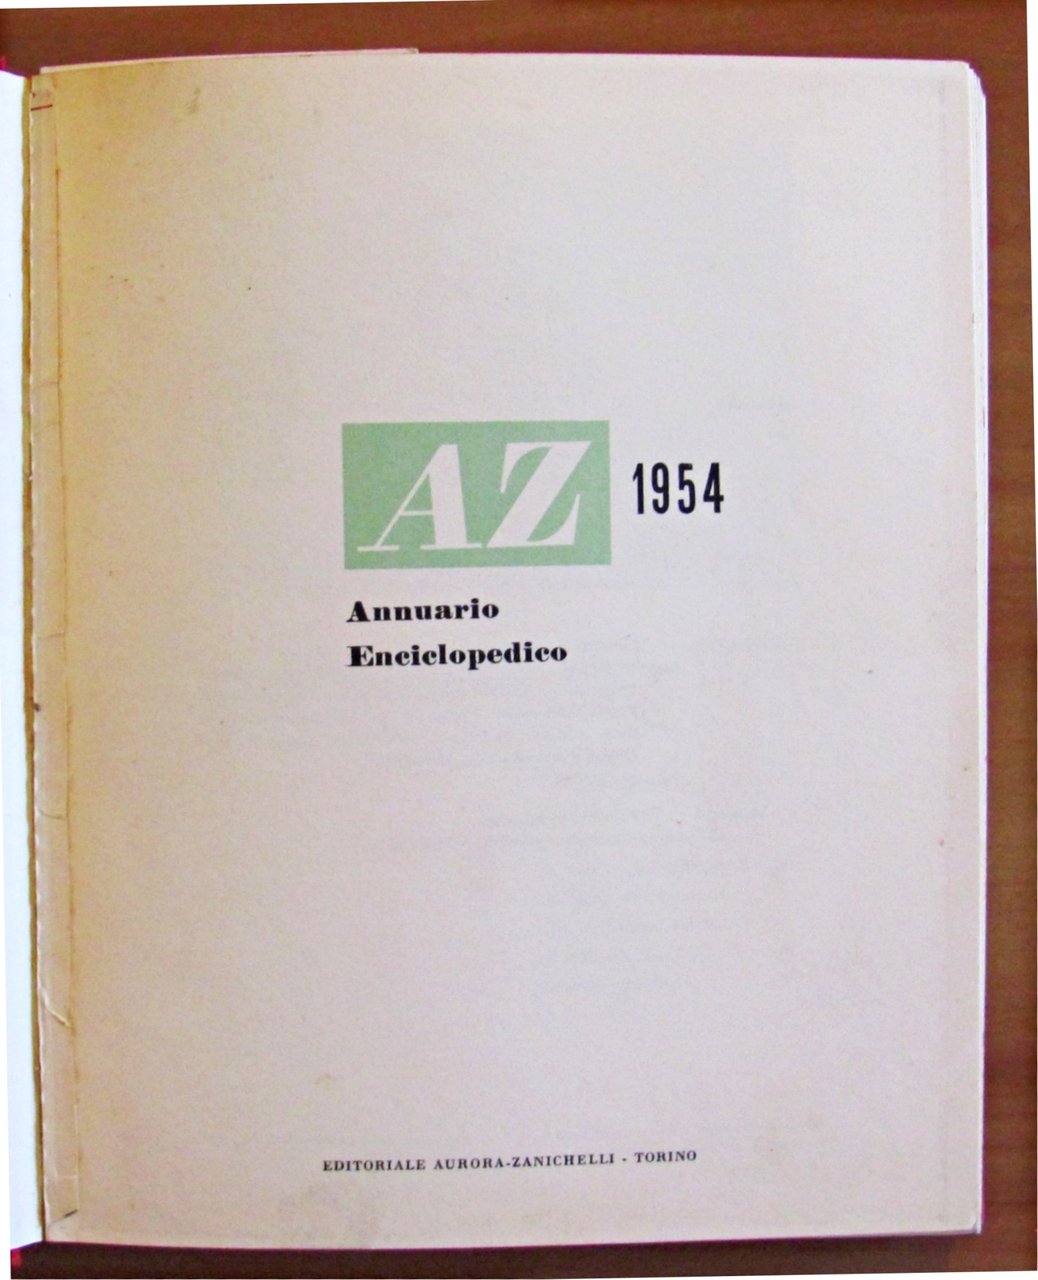 AZ 1954
Annuario
Enciclopedico
EDITORIALE AURORA-ZANICHELLI - TORINO